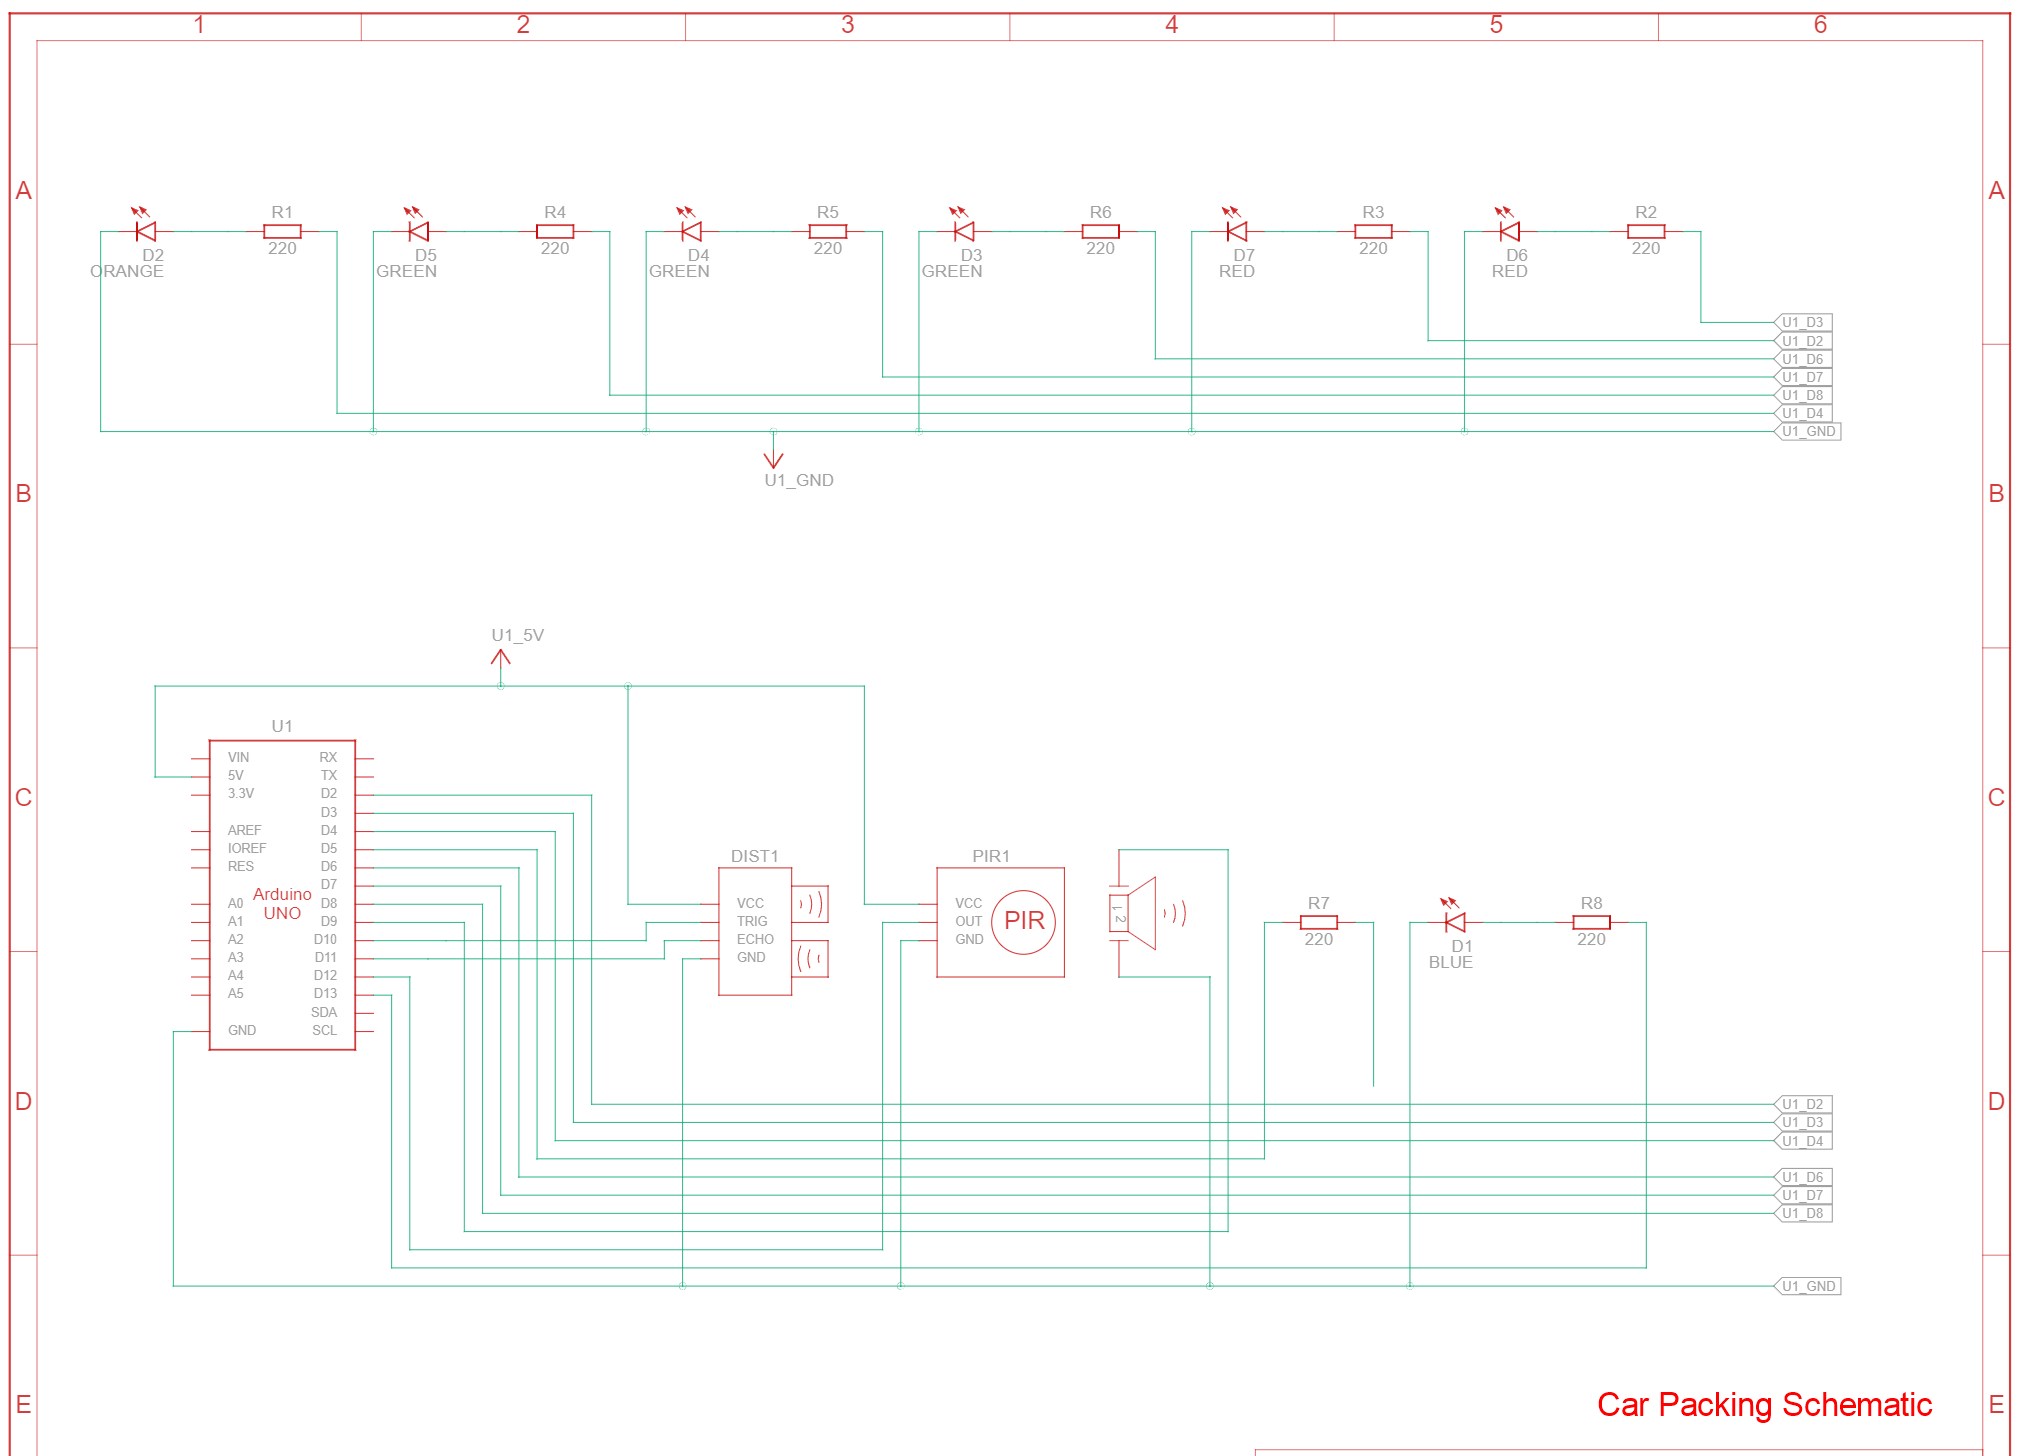 1 2 3 4 5 6
A A
R1 R4 R5 R6 R3 R2
220 220 220 220 220 220
D2 D5 D4 D3 D7 D6
ORANGE GREEN GREEN GREEN RED RED
U1_D3
U1_D2
U1_D6
U1_D7
U1_D8
U1_D4
U1_GND
U1_GND
B B
U1_5V
U1
VIN RX
5V TX
3.3V D2
D3
AREF D4
IOREF D5
RES D6
D7
A0 D8
A1 D9
A2 D10
A3 D11
A4 D12
A5 D13
SDA
GND SCL
Arduino
UNO
C C
DIST1
VCC
TRIG
ECHO
GND
PIR1
VCC
OUT
GND
PIR
1 2
R7
220
D1
BLUE
R8
220
D D
U1_D2
U1_D3
U1_D4
U1_D6
U1_D7
U1_D8
U1_GND
E E
Car Packing Schematic